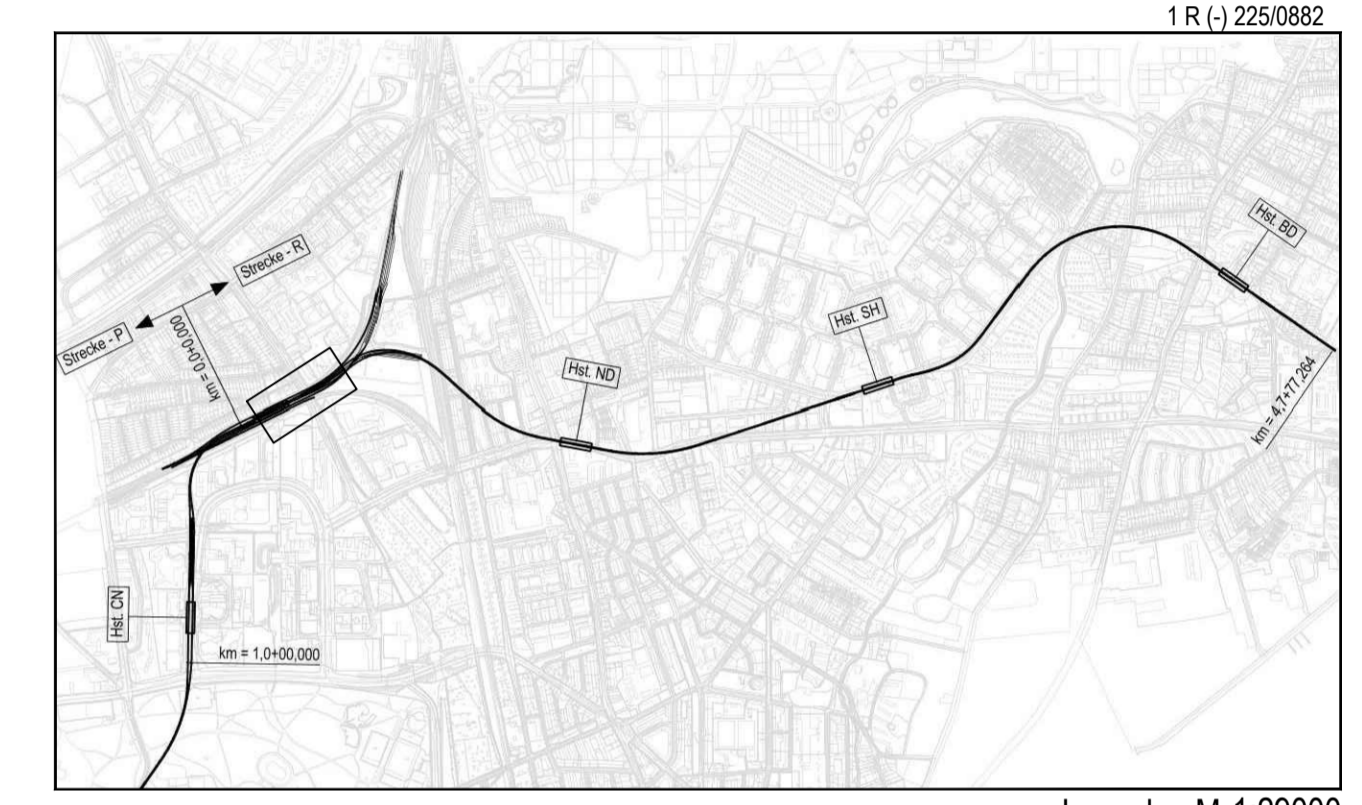 1 R (-) 225/0882
Hst. BD
Strecke - R
Strecke - P
km = 0,0+00,000
Hst. SH
Hst. ND
km = 4,7+77,264
Hst. CN
km = 1,0+00,000